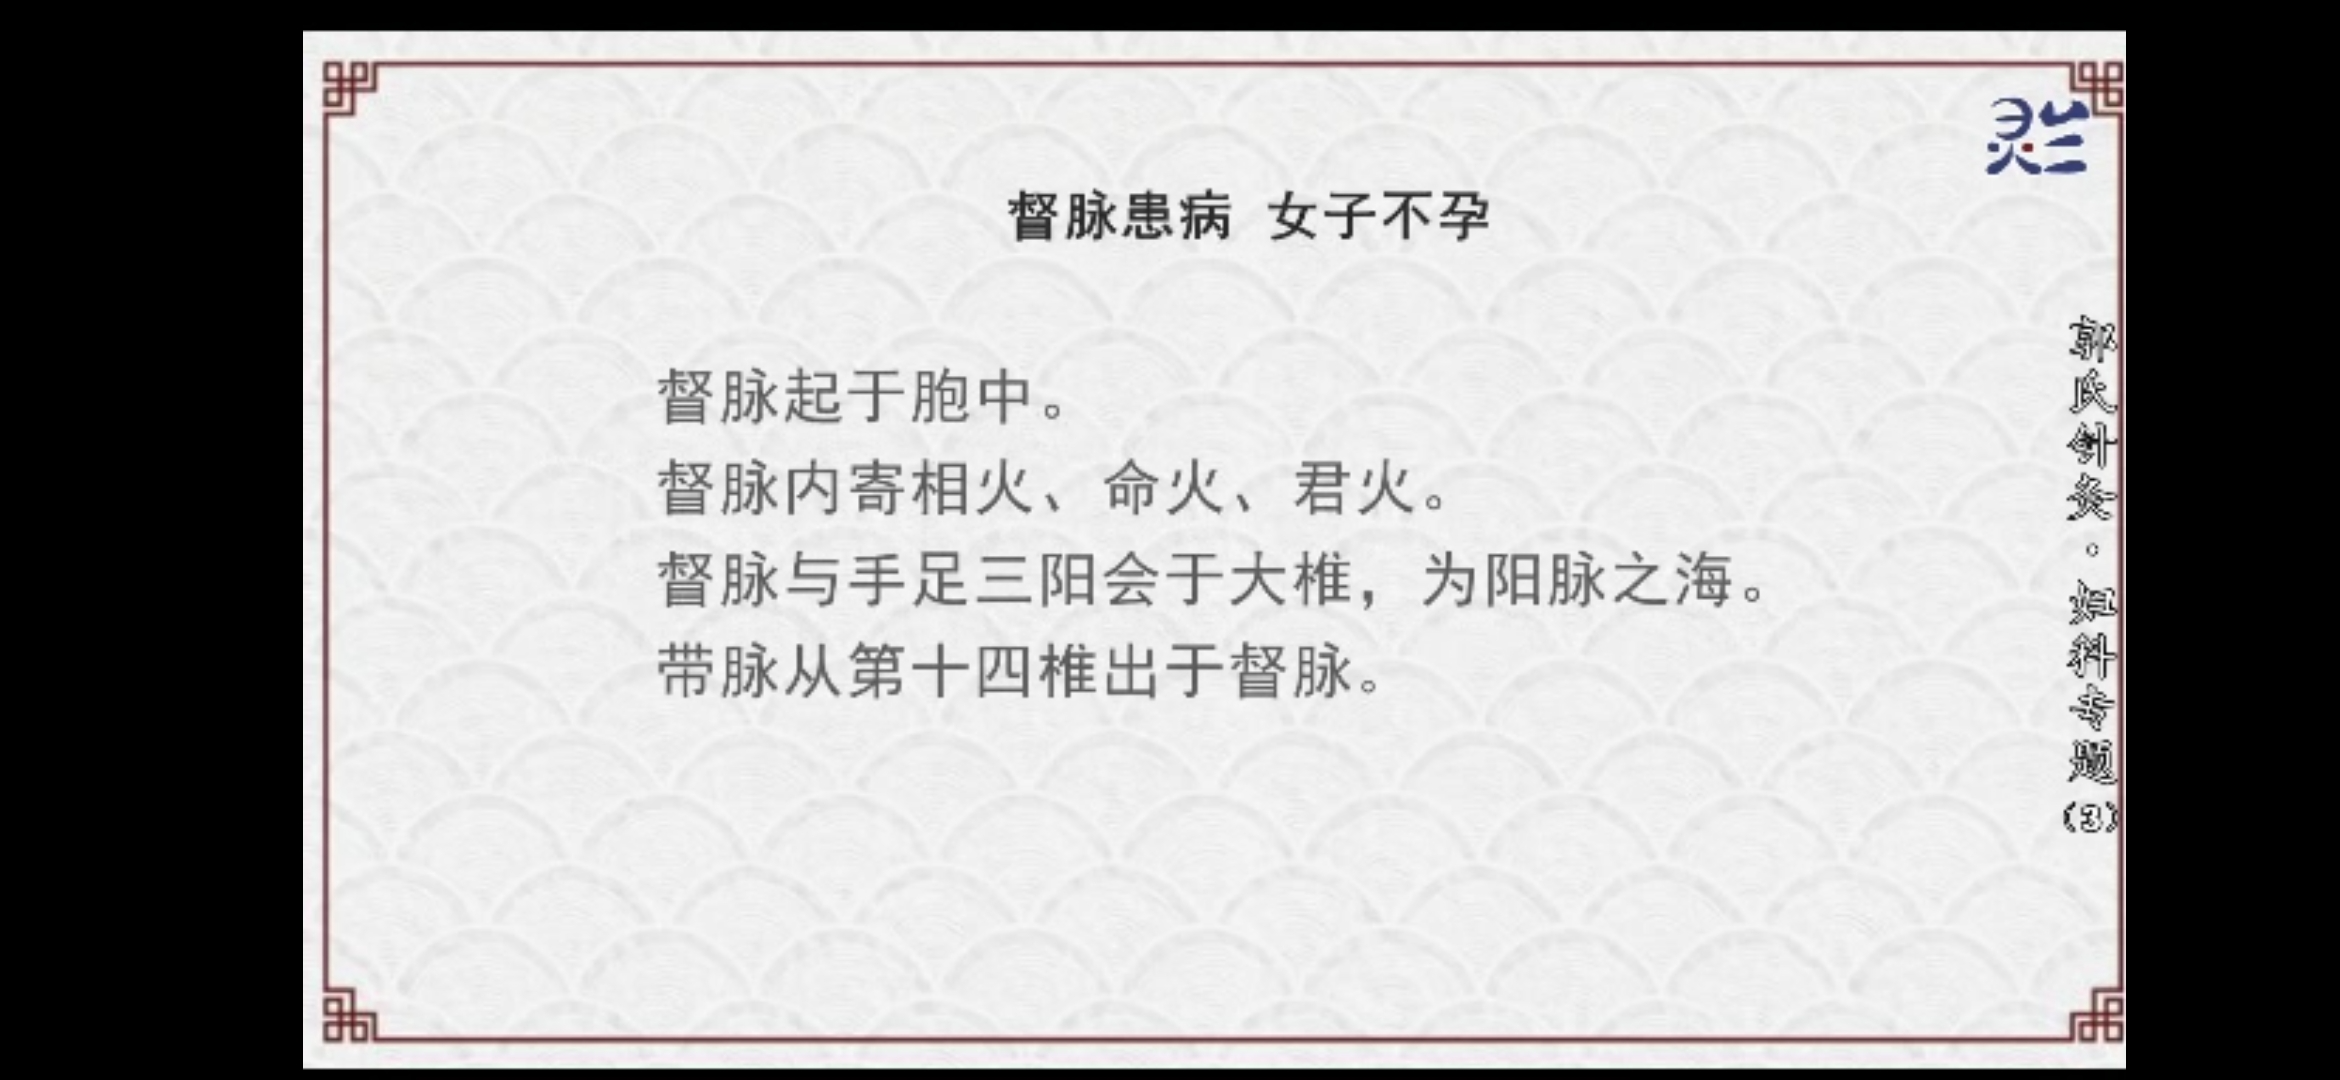 灵兰
督脉患病 女子不孕
督脉起于胞中。
督脉内寄相火、命火、君火。
督脉与手足三阳会于大椎，为阳脉之海。
带脉从第十四椎出于督脉。
郭氏针灸·妇科专题(3)